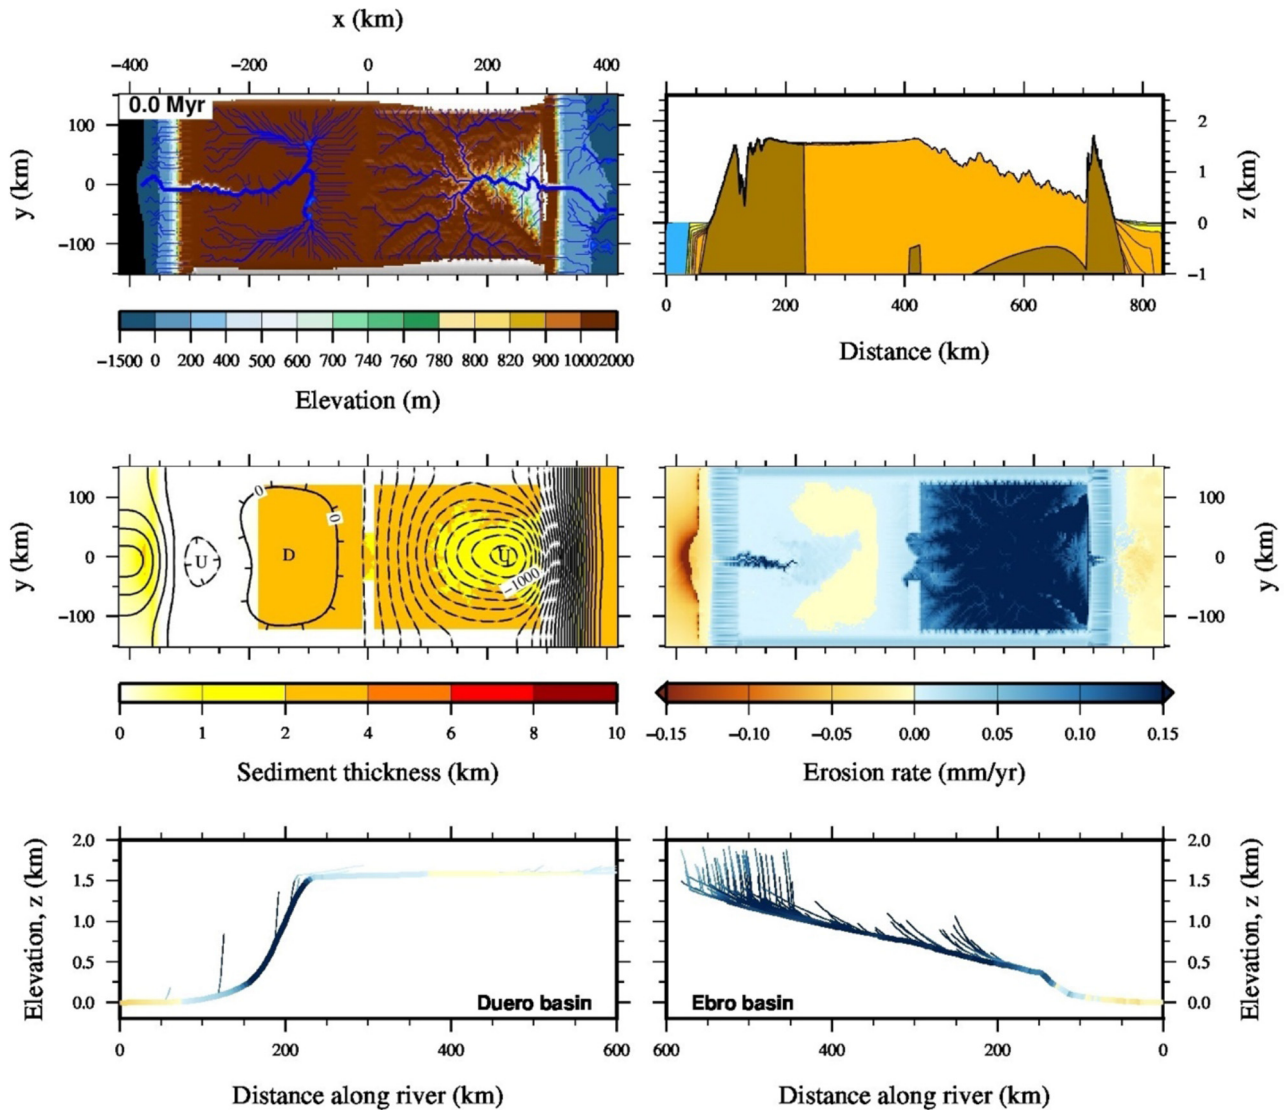 x (km)
−400 −200 0 200 400
0.0 Myr
100
0
−100
y (km)
2
1
0
−1
z (km)
0 200 400 600 800
Distance (km)
−1500 0 200 400 500 600 700 740 760 780 800 820 900 1000 2000
Elevation (m)
100
0
−100
y (km)
0
0
U
D
U
−1000
100
0
−100
y (km)
0 1 2 4 6 8 10
Sediment thickness (km)
−0.15 −0.10 −0.05 0.00 0.05 0.10 0.15
Erosion rate (mm/yr)
2.0
1.5
1.0
0.5
0.0
Elevation, z (km)
Duero basin
0 200 400 600
Distance along river (km)
Ebro basin
2.0
1.5
1.0
0.5
0.0
Elevation, z (km)
600 400 200 0
Distance along river (km)